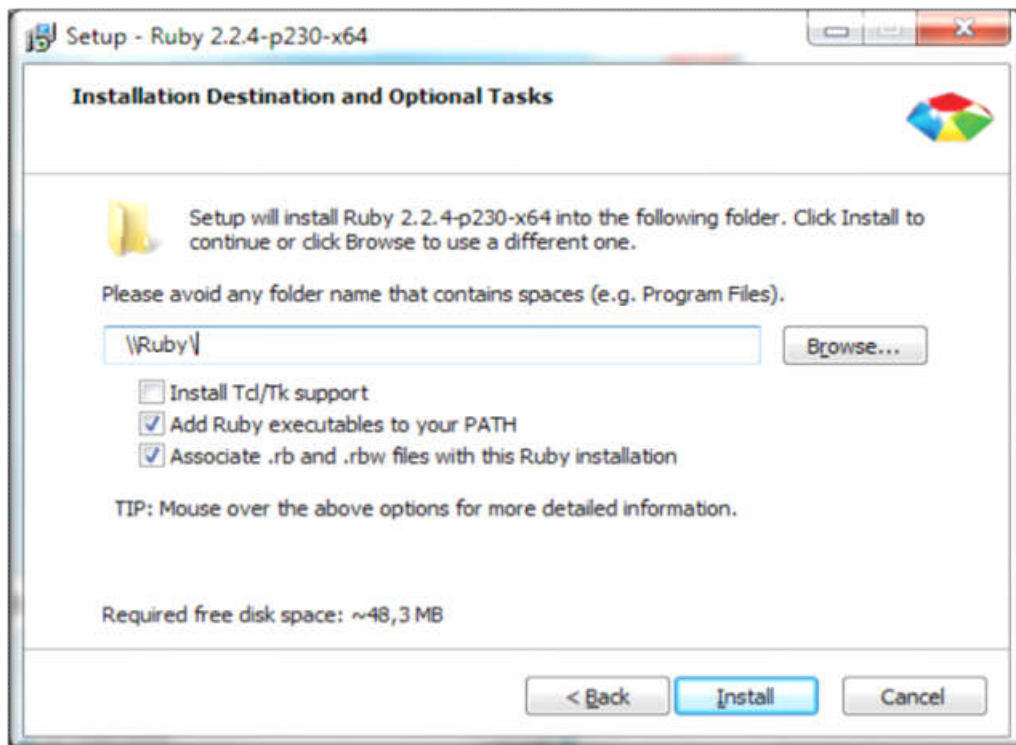 Setup - Ruby 2.2.4-p230-x64
Installation Destination and Optional Tasks
Setup will install Ruby 2.2.4-p230-x64 into the following folder. Click Install to
continue or click Browse to use a different one.
Please avoid any folder name that contains spaces (e.g. Program Files).
\\Ruby\
Browse...
Install Tcl/Tk support
Add Ruby executables to your PATH
Associate .rb and .rbw files with this Ruby installation
TIP: Mouse over the above options for more detailed information.
Required free disk space: ~48,3 MB
< Back
Install
Cancel